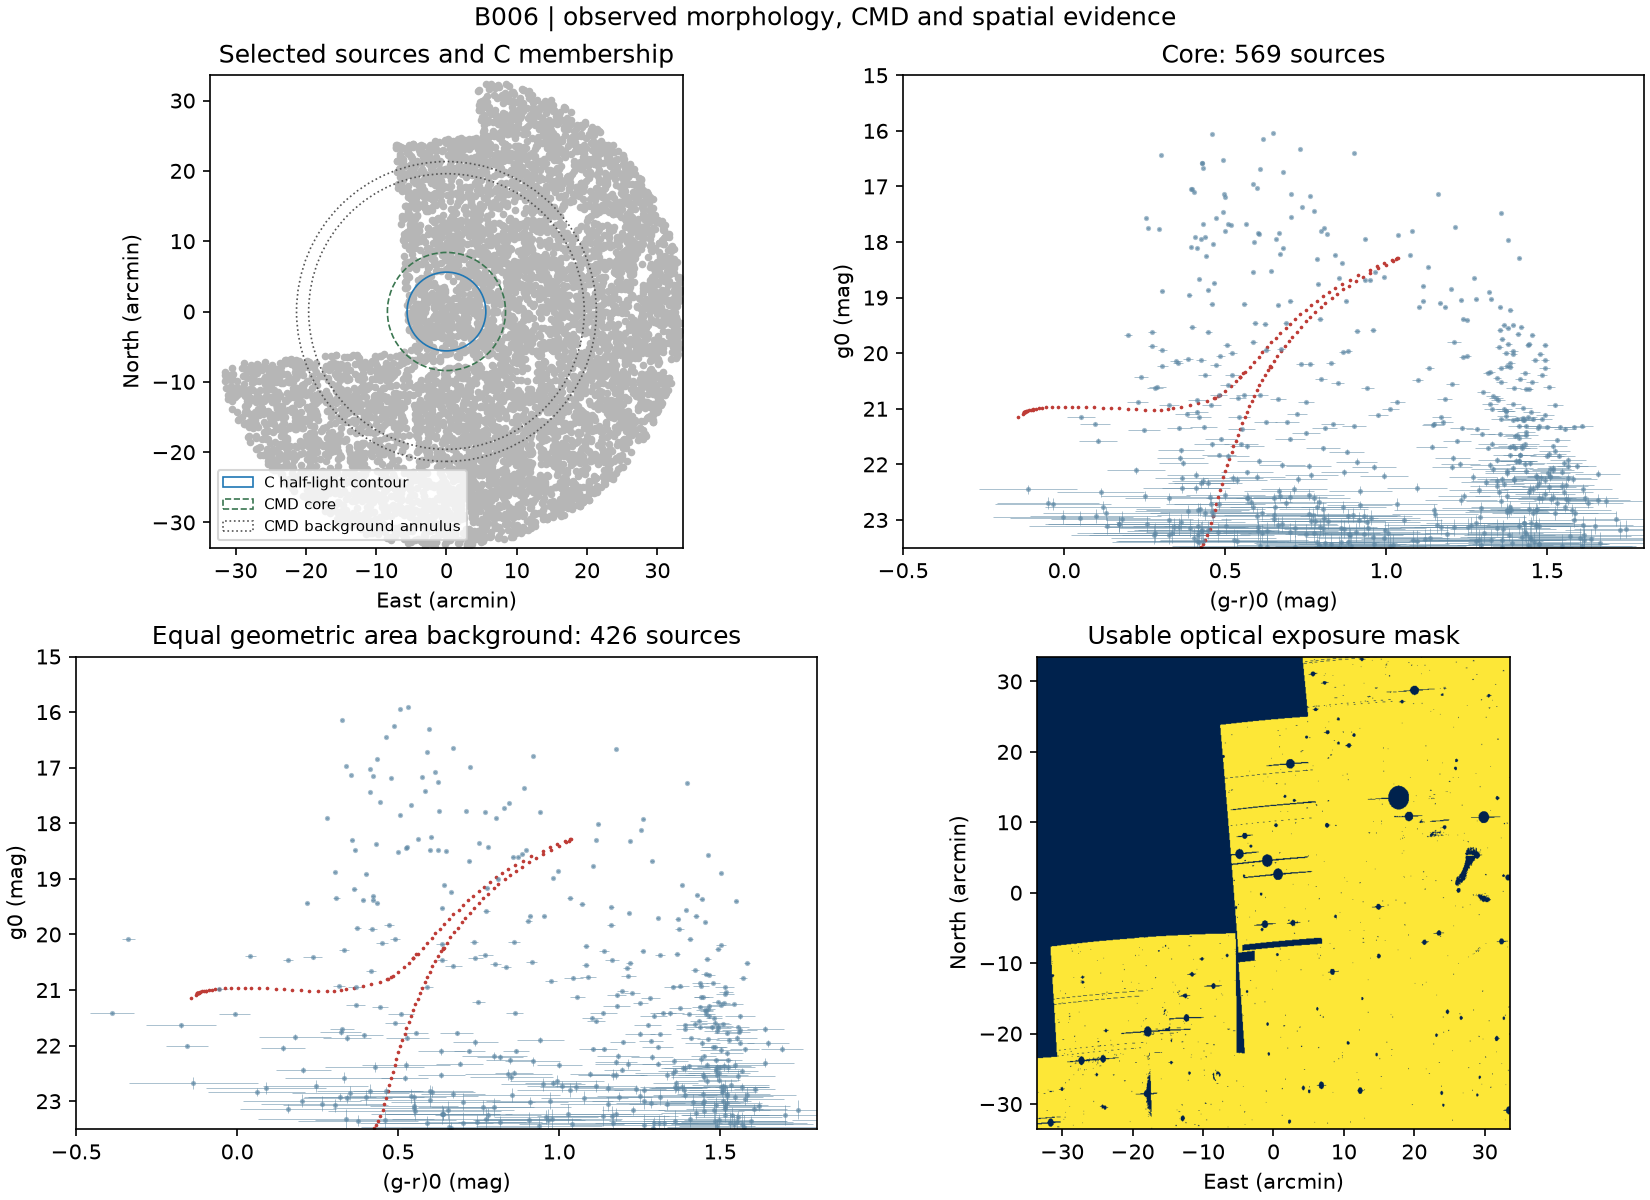 B006 | observed morphology, CMD and spatial evidence
Selected sources and C membership
30
20
10
0
−10
−20
−30
North (arcmin)
C half-light contour
CMD core
CMD background annulus
−30 −20 −10 0 10 20 30
East (arcmin)
Core: 569 sources
15
16
17
18
19
20
21
22
23
g0 (mag)
−0.5 0.0 0.5 1.0 1.5
(g-r)0 (mag)
Equal geometric area background: 426 sources
15
16
17
18
19
20
21
22
23
g0 (mag)
−0.5 0.0 0.5 1.0 1.5
(g-r)0 (mag)
Usable optical exposure mask
30
20
10
0
−10
−20
−30
North (arcmin)
−30 −20 −10 0 10 20 30
East (arcmin)